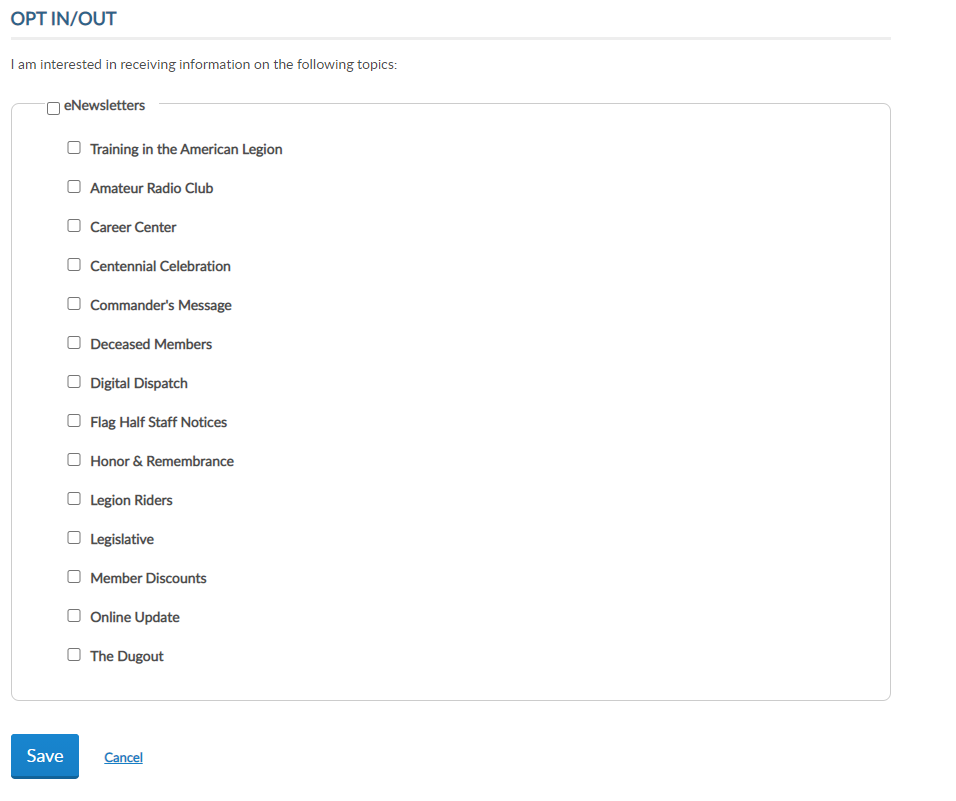 OPT IN/OUT
I am interested in receiving information on the following topics:
eNewsletters
Training in the American Legion
Amateur Radio Club
Career Center
Centennial Celebration
Commander's Message
Deceased Members
Digital Dispatch
Flag Half Staff Notices
Honor & Remembrance
Legion Riders
Legislative
Member Discounts
Online Update
The Dugout
Save
Cancel